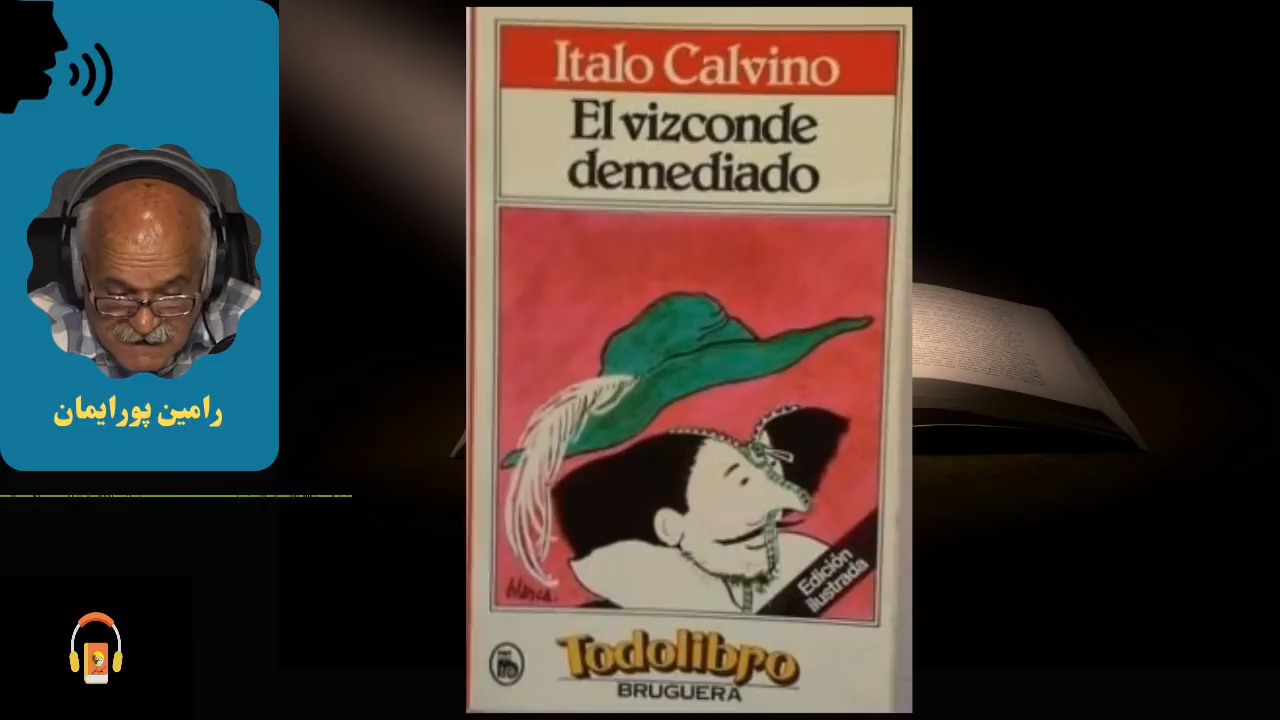 رامین پورایمان
Italo Calvino
El vizconde
demediado
Edición
ilustrada
Todolibro
BRUGUERA